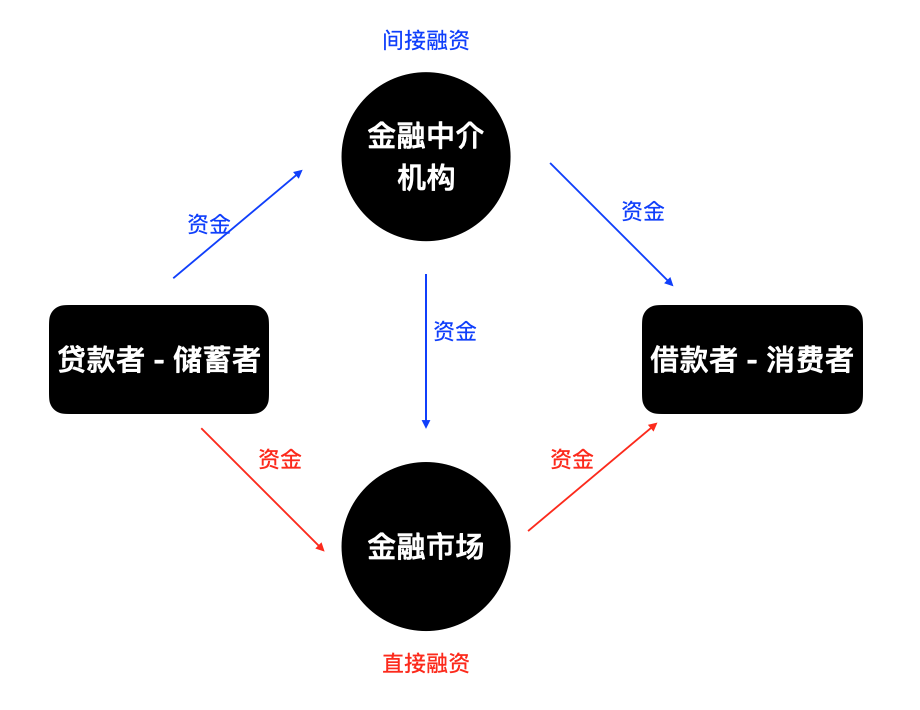 间接融资
金融中介
机构
资金
资金
资金
贷款者 - 储蓄者
借款者 - 消费者
资金
资金
金融市场
直接融资